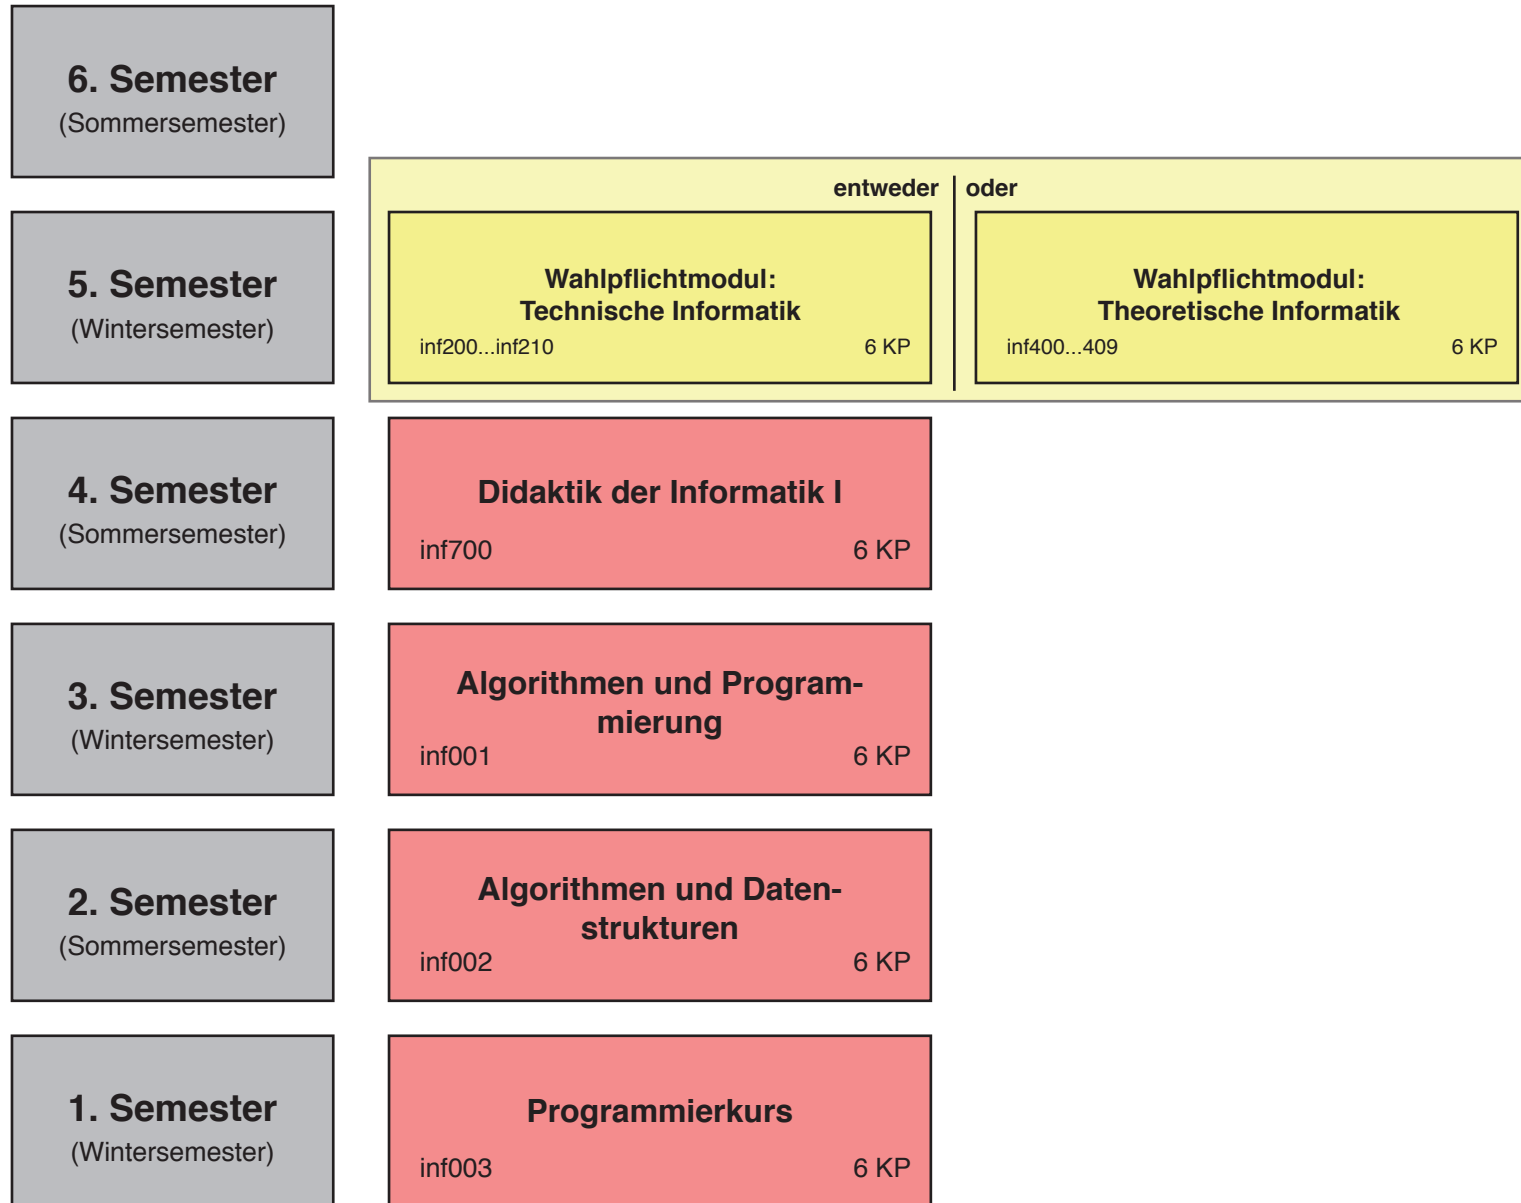 6. Semester
(Sommersemester)
entweder
oder
5. Semester
(Wintersemester)
Wahlpflichtmodul:
Technische Informatik
inf200...inf210
6 KP
Wahlpflichtmodul:
Theoretische Informatik
inf400...409
6 KP
4. Semester
(Sommersemester)
Didaktik der Informatik I
inf700
6 KP
3. Semester
(Wintersemester)
Algorithmen und Program-
mierung
inf001
6 KP
2. Semester
(Sommersemester)
Algorithmen und Daten-
strukturen
inf002
6 KP
1. Semester
(Wintersemester)
Programmierkurs
inf003
6 KP